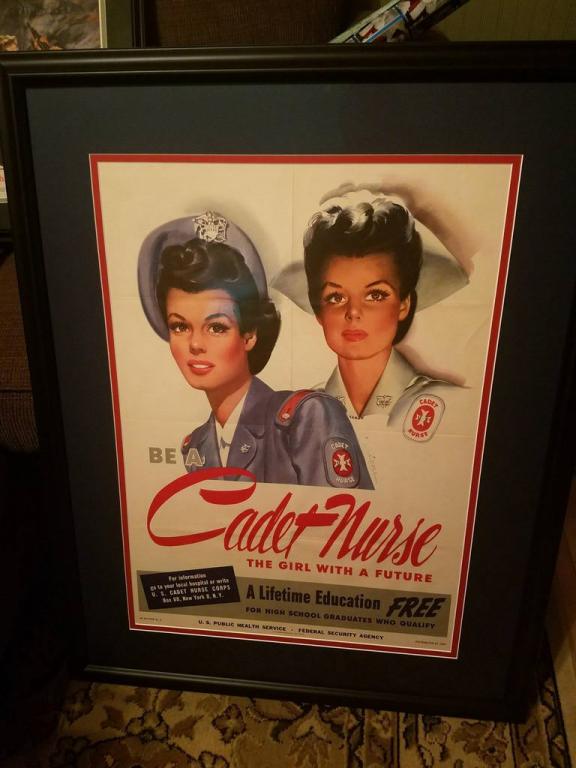 BE A
CADET
NURSE
CADET
NURSE
Cadet Nurse
THE GIRL WITH A FUTURE
For information
go to your local hospital or write
U. S. CADET NURSE CORPS
Box 88, New York 8, N. Y.
A Lifetime Education FREE
FOR HIGH SCHOOL GRADUATES WHO QUALIFY
U. S. PUBLIC HEALTH SERVICE · FEDERAL SECURITY AGENCY